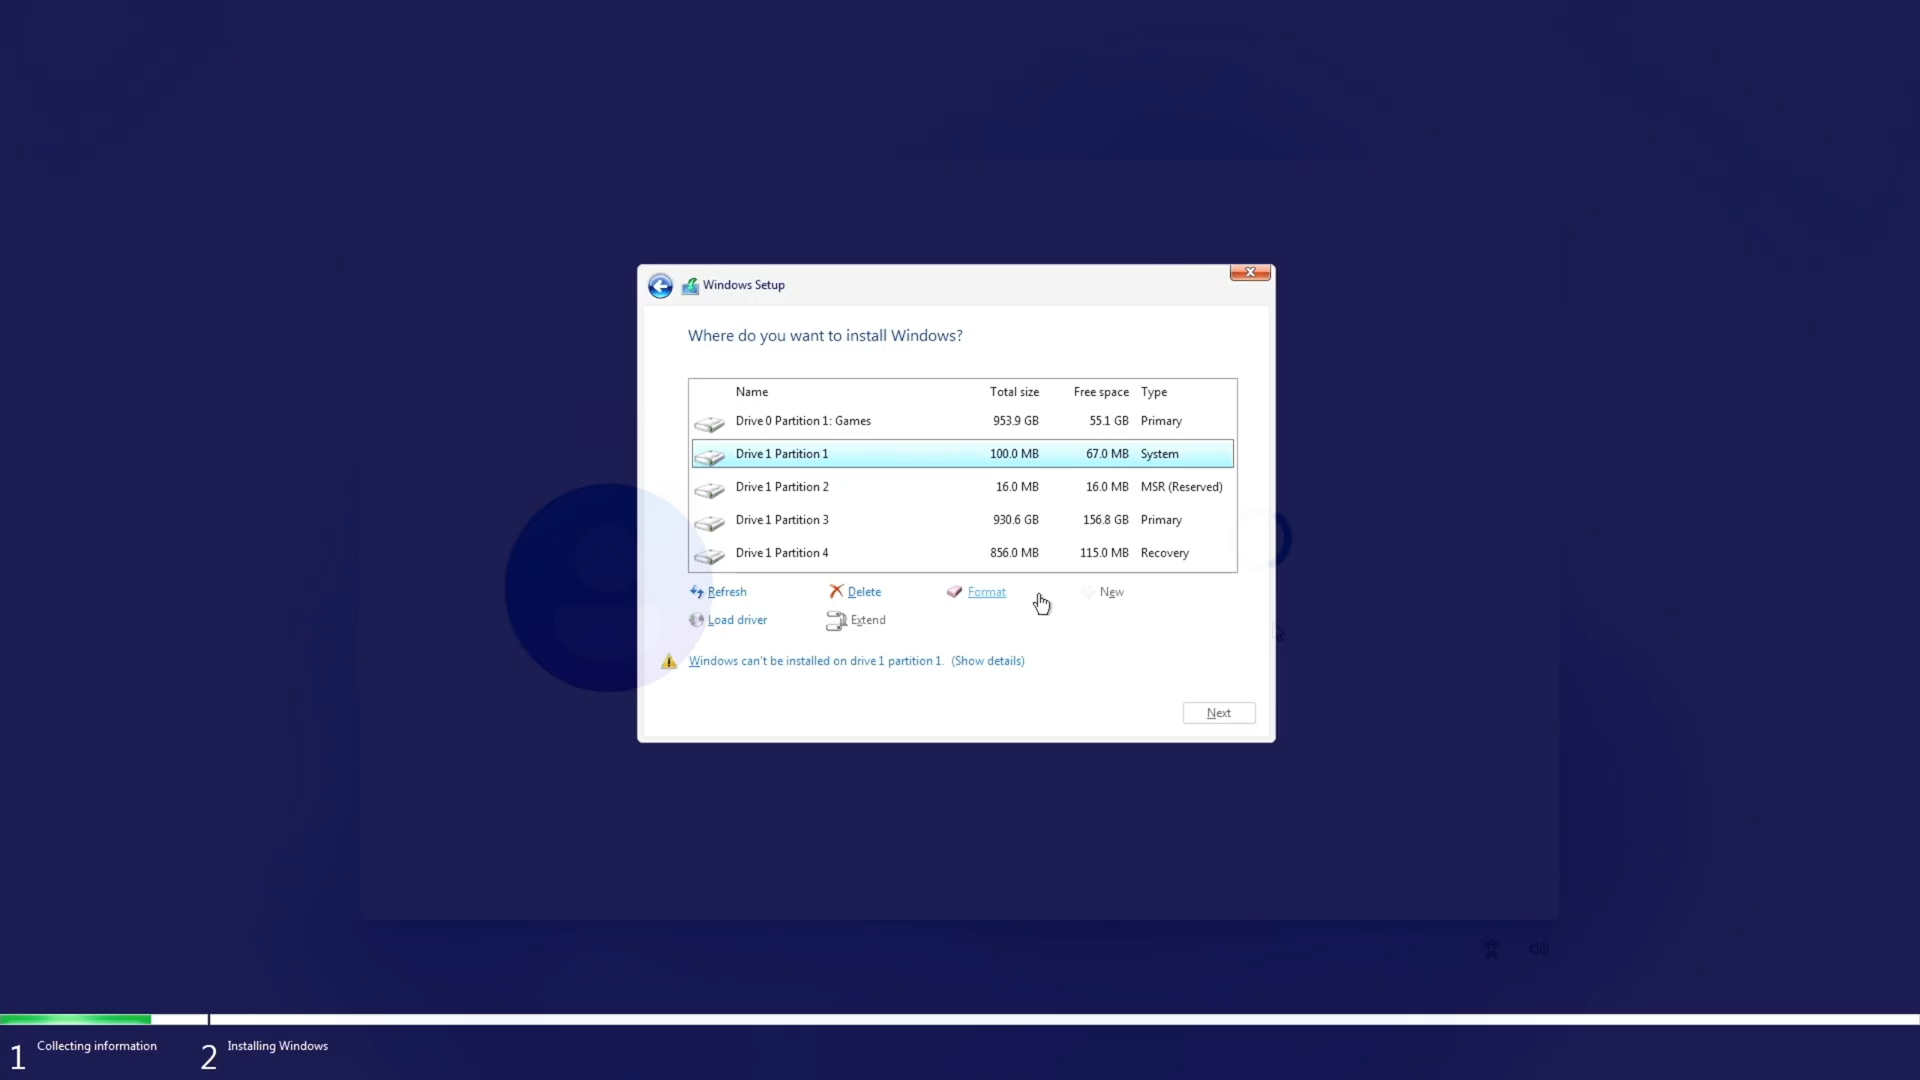 Windows Setup
Where do you want to install Windows?
Name Total size Free space Type
Drive 0 Partition 1: Games 953.9 GB 55.1 GB Primary
Drive 1 Partition 1 100.0 MB 67.0 MB System
Drive 1 Partition 2 16.0 MB 16.0 MB MSR (Reserved)
Drive 1 Partition 3 930.6 GB 156.8 GB Primary
Drive 1 Partition 4 856.0 MB 115.0 MB Recovery
Refresh Delete Format New
Load driver Extend
Windows can't be installed on drive 1 partition 1. (Show details)
Next
1 Collecting information 2 Installing Windows